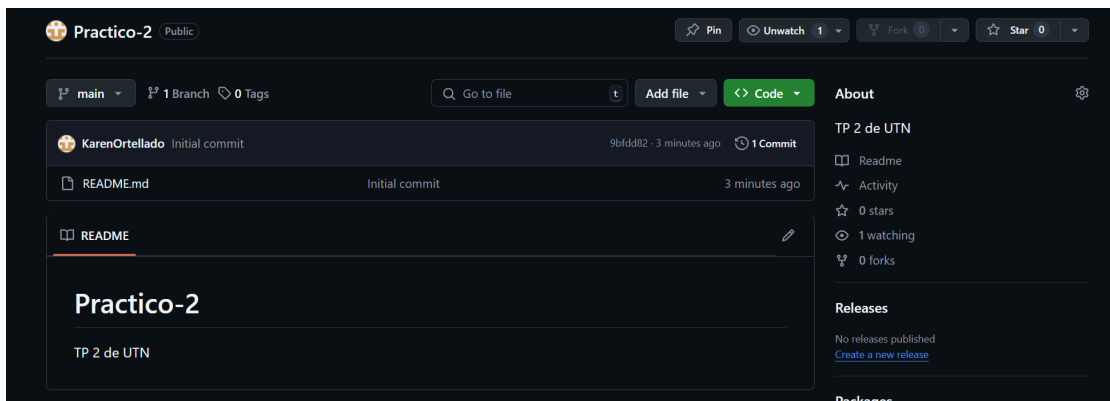 Practico-2 Public
Pin
Unwatch 1
Fork 0
Star 0
main
1 Branch
0 Tags
Go to file
t
Add file
<> Code
About
TP 2 de UTN
Readme
Activity
0 stars
1 watching
0 forks
KarenOrtellado Initial commit
9bfdd82 · 3 minutes ago
1 Commit
README.md
Initial commit
3 minutes ago
README
Practico-2
TP 2 de UTN
Releases
No releases published
Create a new release
Packages